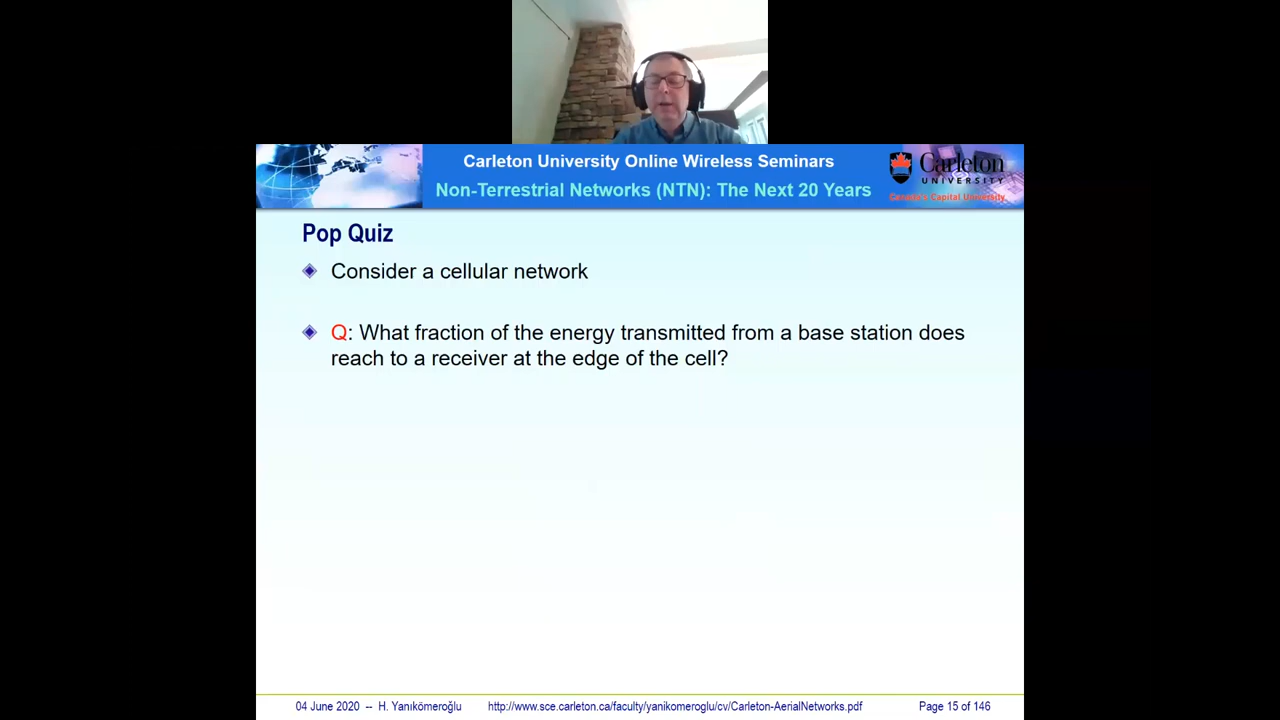 Carleton University Online Wireless Seminars
Non-Terrestrial Networks (NTN): The Next 20 Years
Carleton
UNIVERSITY
Canada's Capital University
Pop Quiz
Consider a cellular network
Q: What fraction of the energy transmitted from a base station does
reach to a receiver at the edge of the cell?
04 June 2020 -- H. Yanıkömeroğlu http://www.sce.carleton.ca/faculty/yanikomeroglu/cv/Carleton-AerialNetworks.pdf Page 15 of 146